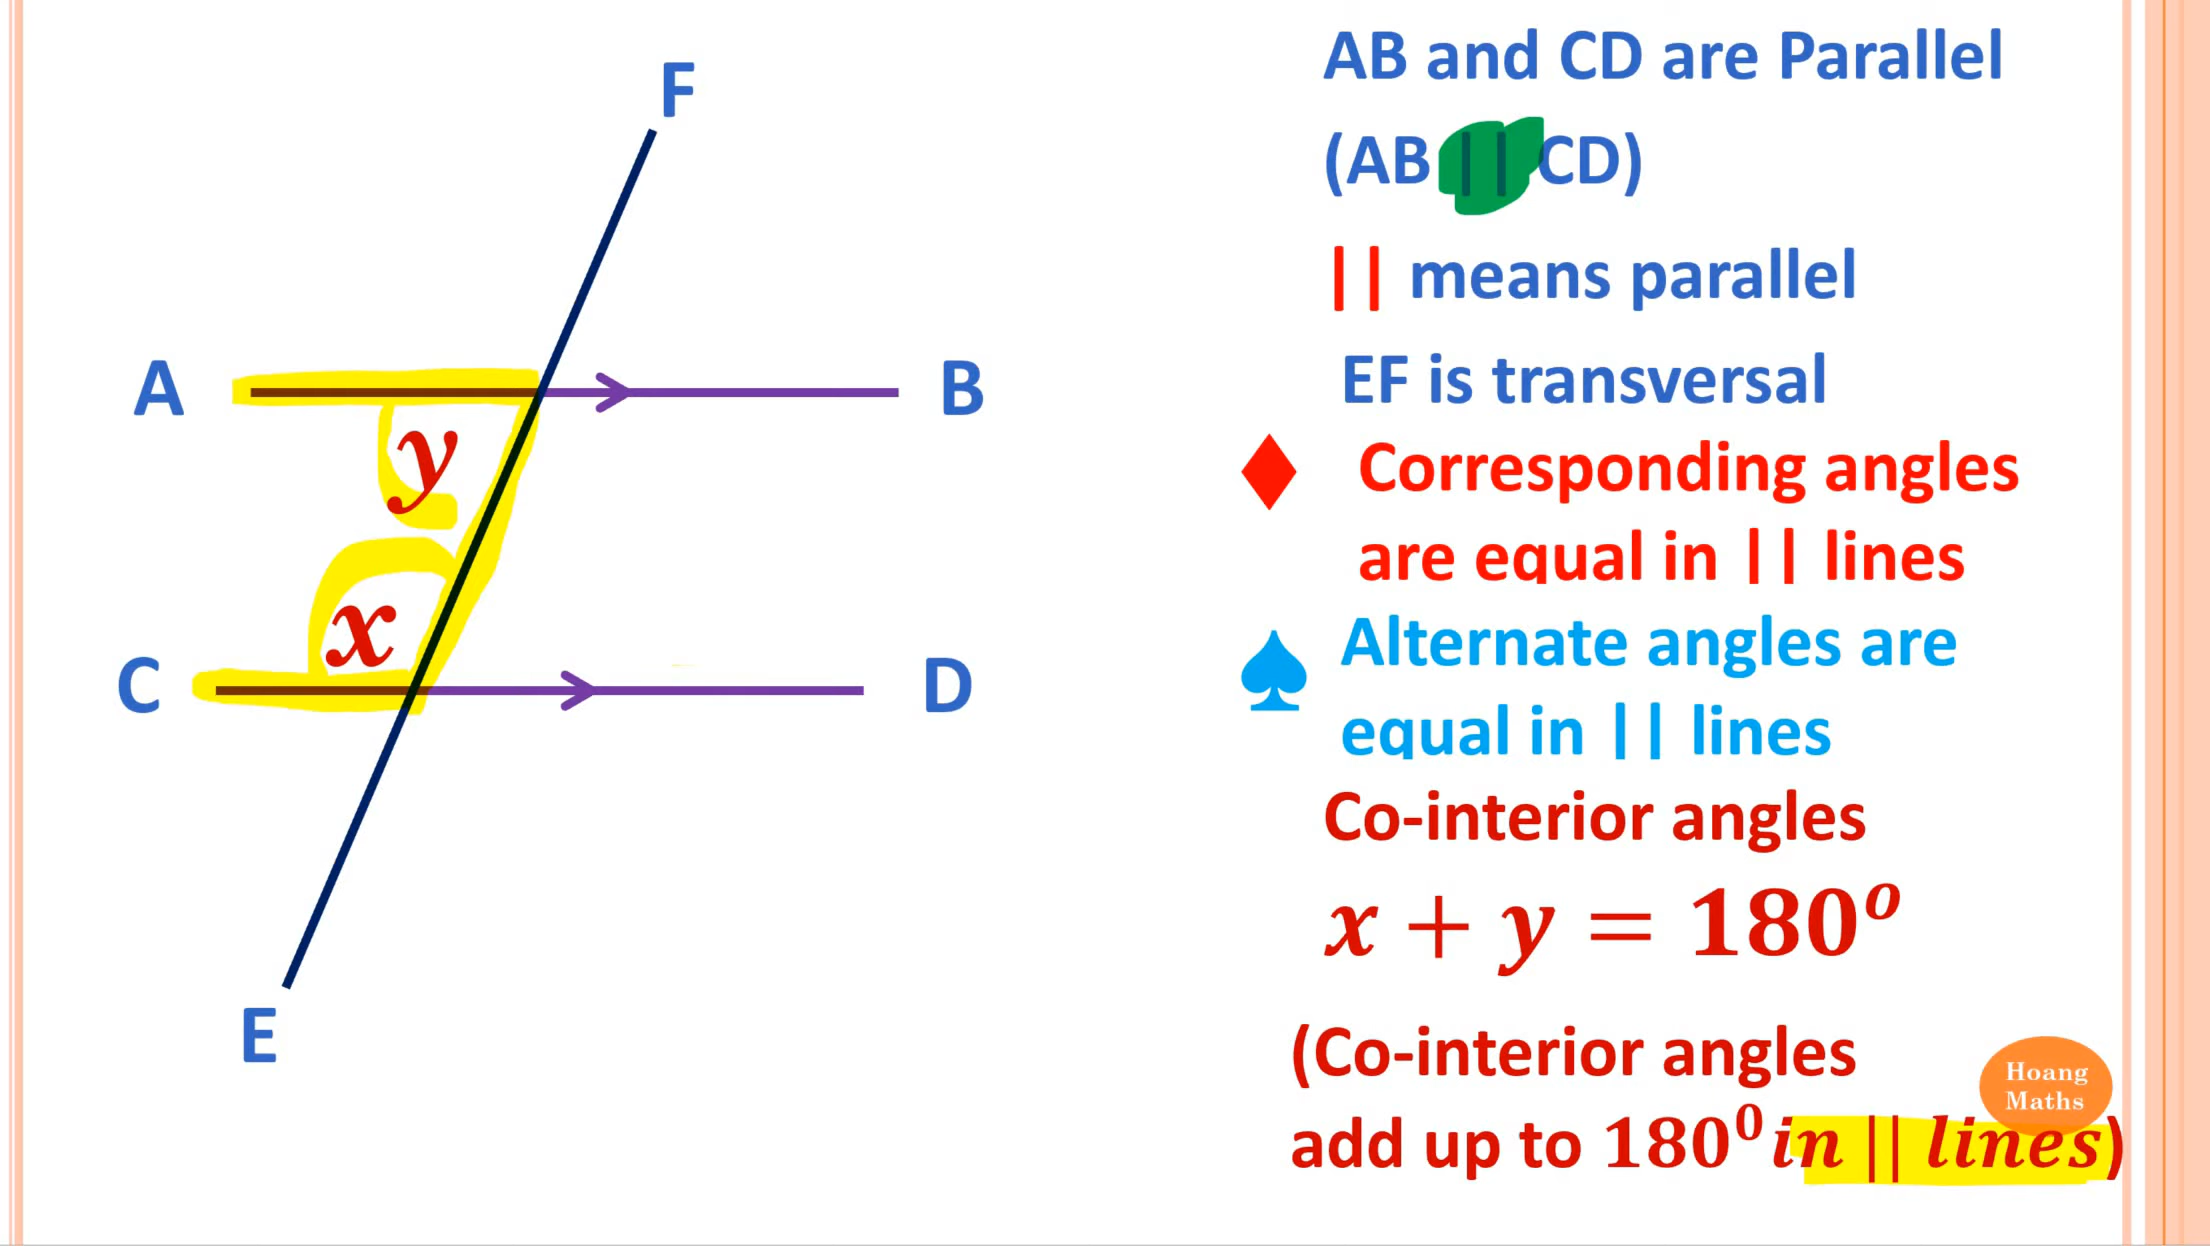 F
A
B
y
x
C
D
E
AB and CD are Parallel
(AB || CD)
|| means parallel
EF is transversal
♦ Corresponding angles
are equal in || lines
♠ Alternate angles are
equal in || lines
Co-interior angles
x + y = 180°
(Co-interior angles
add up to 180⁰ in || lines)
Hoang
Maths